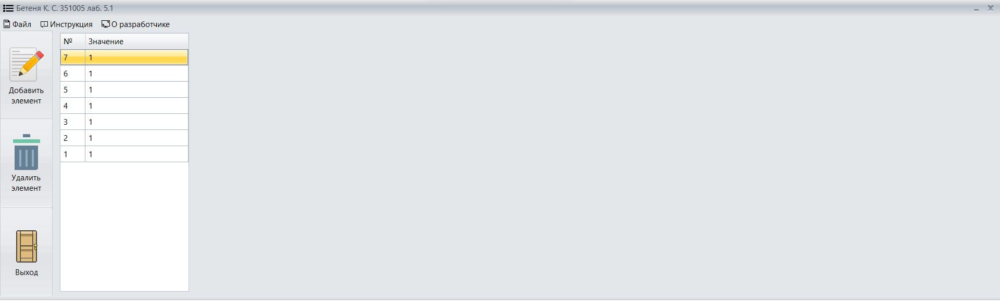 Бетеня К. С. 351005 лаб. 5.1
Файл Инструкция О разработчике
№ Значение
7 1
6 1
5 1
4 1
3 1
2 1
1 1
Добавить
элемент
Удалить
элемент
Выход